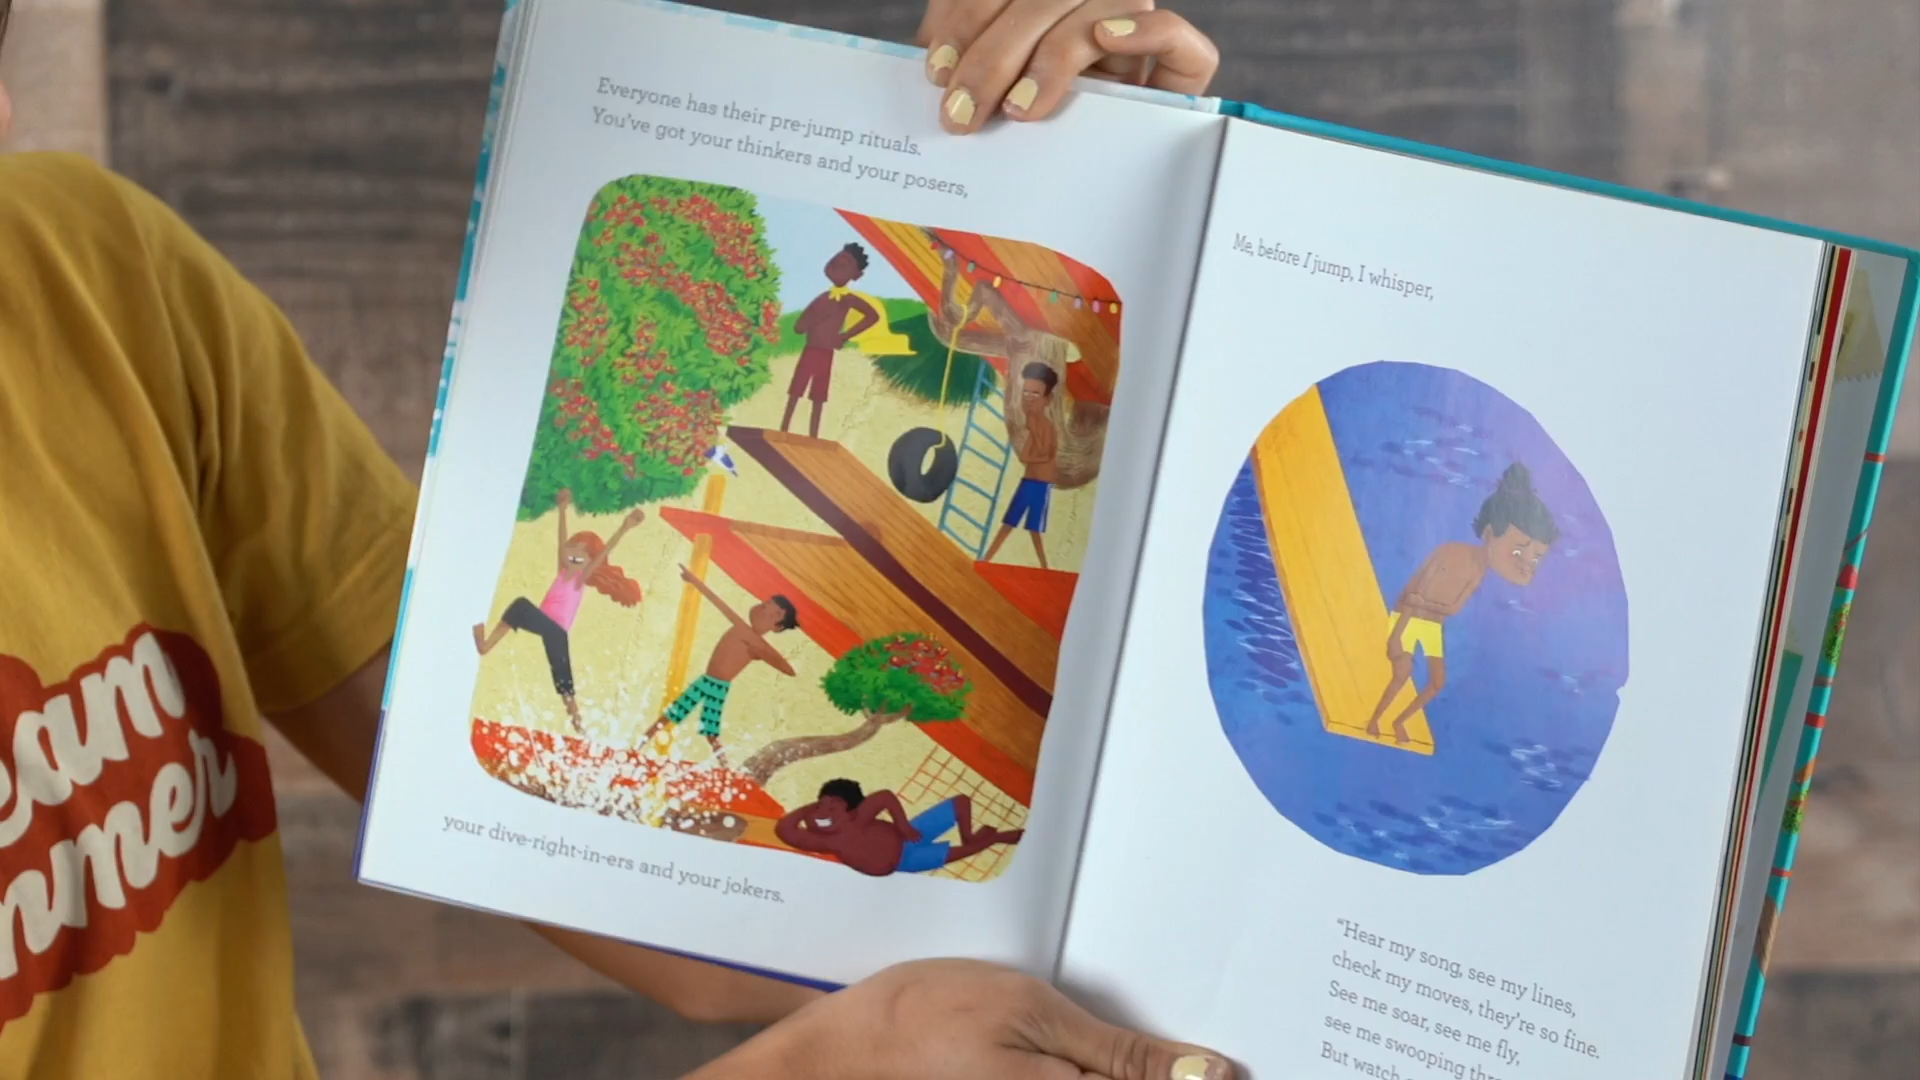 Everyone has their pre-jump rituals.
You've got your thinkers and your posers,
your dive-right-in-ers and your jokers.
Me, before I jump, I whisper,
"Hear my song, see my lines,
check my moves, they're so fine.
See me soar, see me fly,
see me swooping
But watch